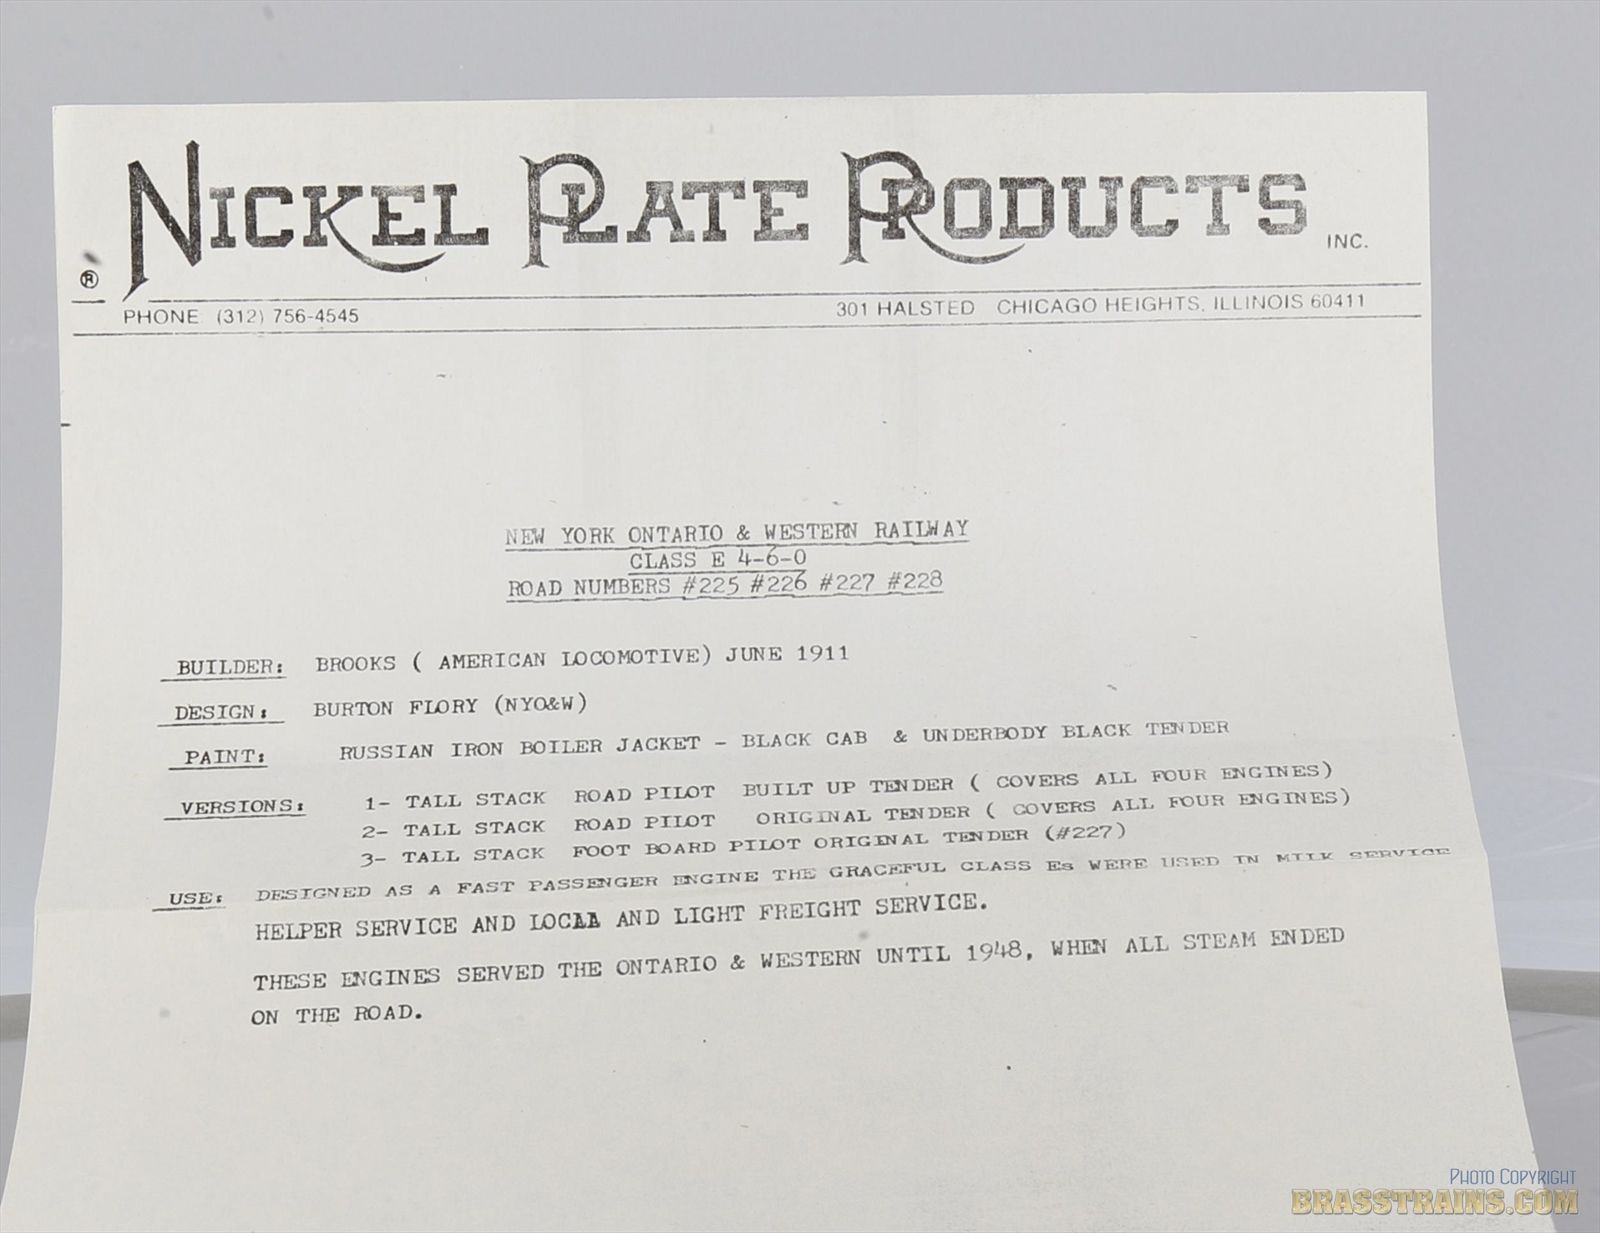 NICKEL PLATE PRODUCTS INC.
®
PHONE (312) 756-4545 301 HALSTED CHICAGO HEIGHTS, ILLINOIS 60411
NEW YORK ONTARIO & WESTERN RAILWAY
CLASS E 4-6-0
ROAD NUMBERS #225 #226 #227 #228
BUILDER: BROOKS ( AMERICAN LOCOMOTIVE) JUNE 1911
DESIGN: BURTON FLORY (NYO&W)
PAINT: RUSSIAN IRON BOILER JACKET - BLACK CAB & UNDERBODY BLACK TENDER
VERSIONS: 1- TALL STACK ROAD PILOT BUILT UP TENDER ( COVERS ALL FOUR ENGINES)
2- TALL STACK ROAD PILOT ORIGINAL TENDER ( COVERS ALL FOUR ENGINES)
3- TALL STACK FOOT BOARD PILOT ORIGINAL TENDER (#227)
USE: DESIGNED AS A FAST PASSENGER ENGINE THE GRACEFUL CLASS Es WERE USED IN MILK SERVICE
HELPER SERVICE AND LOCAL AND LIGHT FREIGHT SERVICE.
THESE ENGINES SERVED THE ONTARIO & WESTERN UNTIL 1948, WHEN ALL STEAM ENDED
ON THE ROAD.
PHOTO COPYRIGHT
BRASSTRAINS.COM